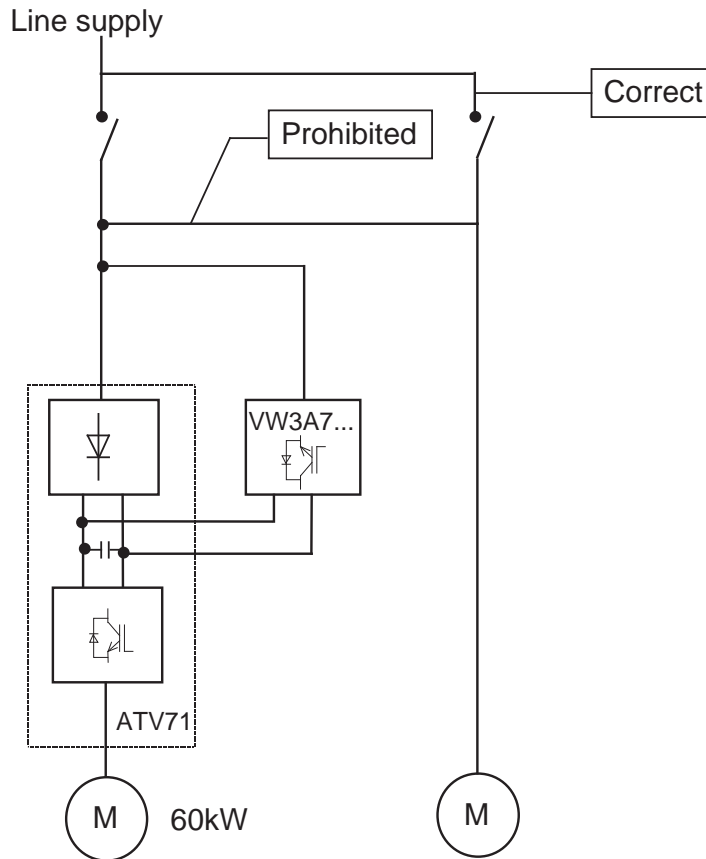 Line supply
Correct
Prohibited
VW3A7...
ATV71
M
60kW
M